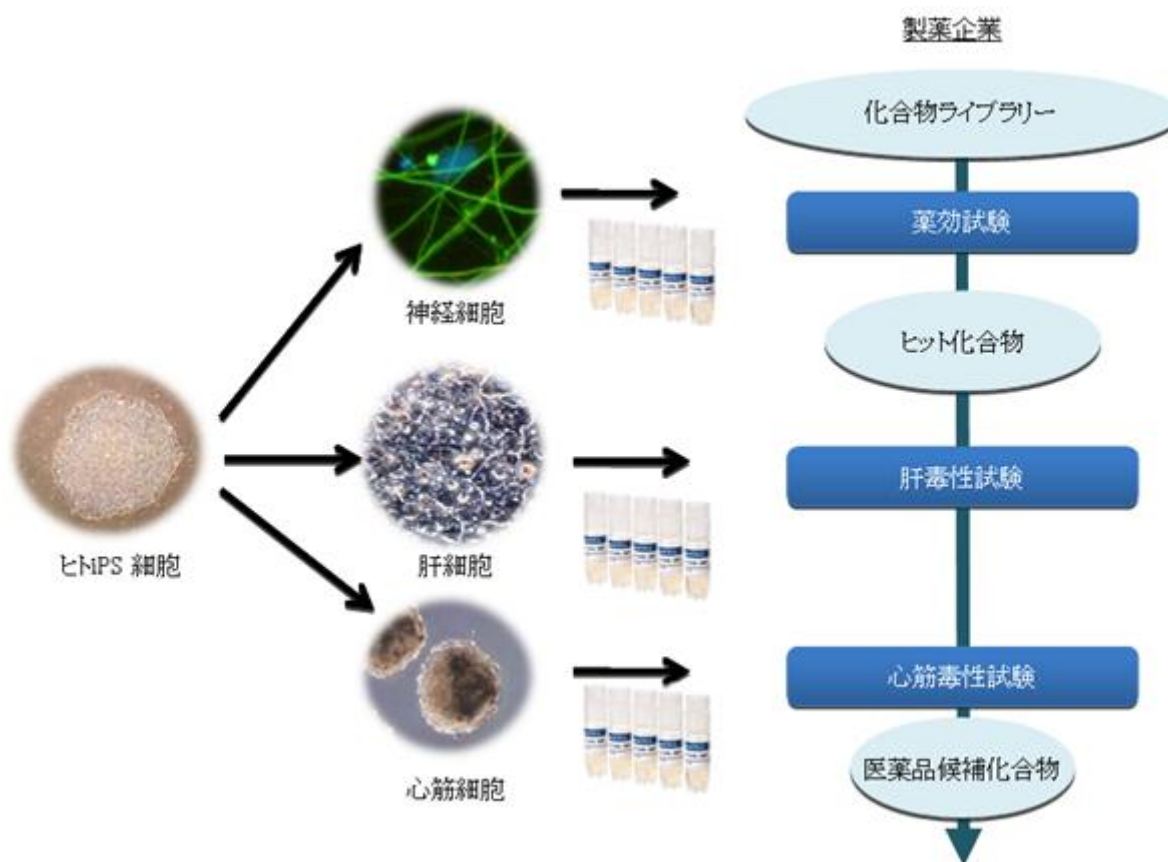 製薬企業
化合物ライブラリー
薬効試験
神経細胞
ヒット化合物
肝毒性試験
ヒトiPS 細胞
肝細胞
心筋毒性試験
医薬品候補化合物
心筋細胞